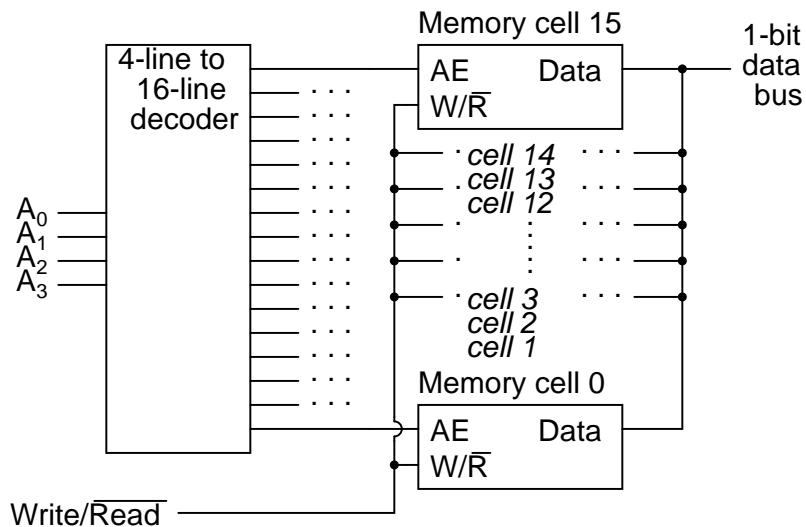 Memory cell 15
1-bit
data
bus
4-line to
16-line
decoder
AE Data
W/R̅
cell 14
cell 13
cell 12
A₀
A₁
A₂
A₃
cell 3
cell 2
cell 1
Memory cell 0
AE Data
W/R̅
Write/R̅e̅a̅d̅